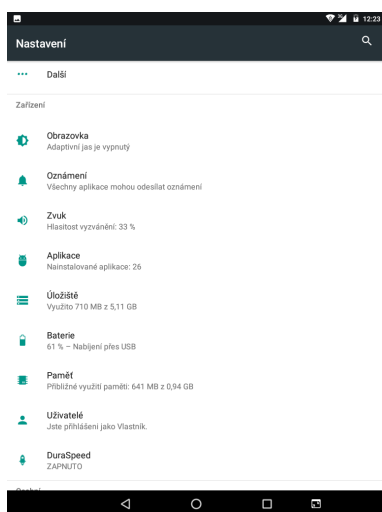 12:23
Nastavení
Další
Zařízení
Obrazovka
Adaptivní jas je vypnutý
Oznámení
Všechny aplikace mohou odesílat oznámení
Zvuk
Hlasitost vyzvánění: 33 %
Aplikace
Nainstalované aplikace: 26
Úložiště
Využito 710 MB z 5,11 GB
Baterie
61 % – Nabíjení přes USB
Paměť
Přibližné využití paměti: 641 MB z 0,94 GB
Uživatelé
Jste přihlášeni jako Vlastník.
DuraSpeed
ZAPNUTO